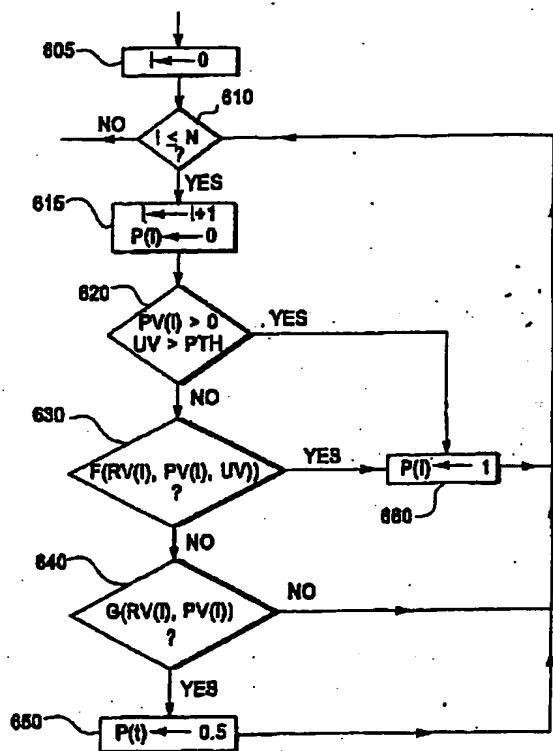 605
I ← 0
610
NO
I ≤ N
?
YES
615
I ← I+1
P(I) ← 0
620
PV(I) > 0
UV > PTH
YES
NO
630
F(RV(I), PV(I), UV))
?
YES
P(I) ← 1
660
NO
640
G(RV(I), PV(I))
?
NO
YES
650
P(t) ← 0.5